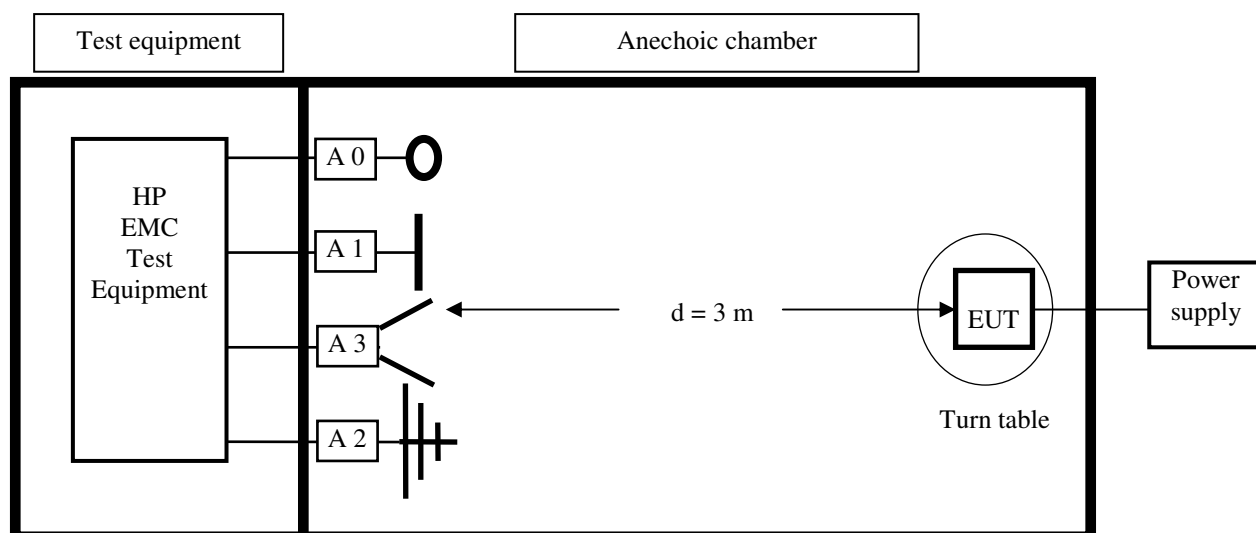 Test equipment
Anechoic chamber
A 0
HP
EMC
Test
Equipment
A 1
A 3
A 2
d = 3 m
EUT
Turn table
Power
supply